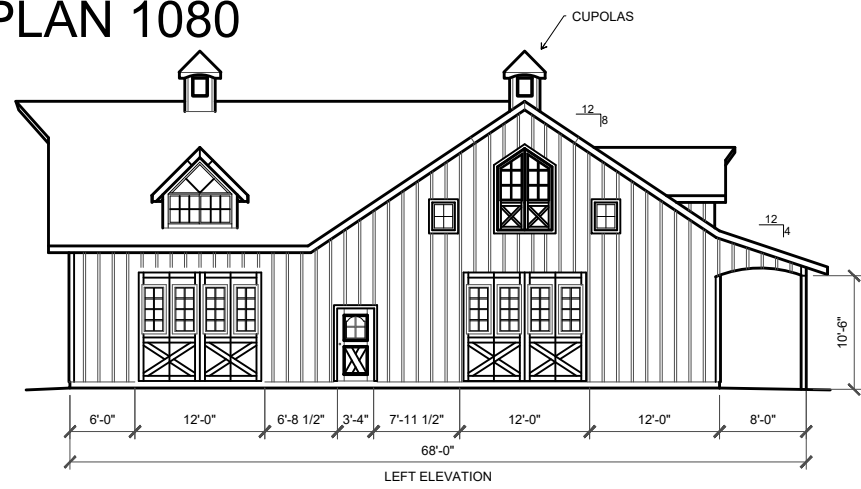 PLAN 1080
CUPOLAS
12
8
12
4
10'-6"
6'-0" 12'-0" 6'-8 1/2" 3'-4" 7'-11 1/2" 12'-0" 12'-0" 8'-0"
68'-0"
LEFT ELEVATION